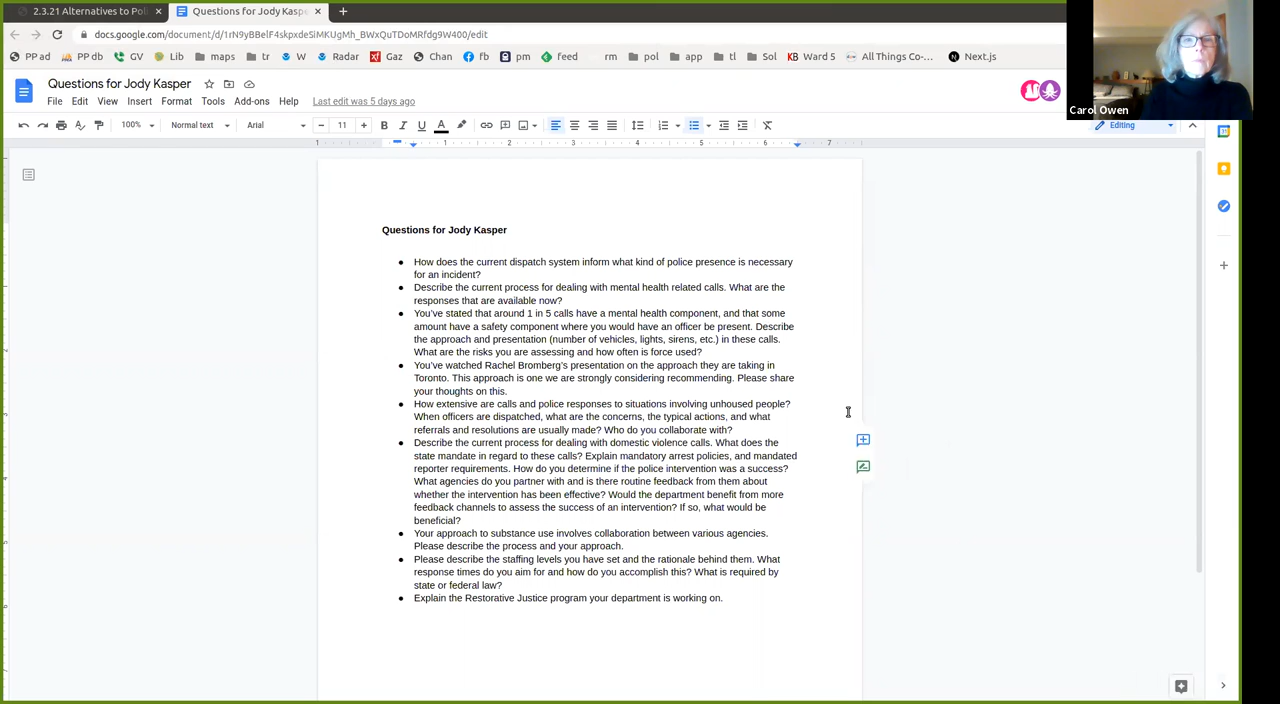 2.3.21 Alternatives to Pol
Questions for Jody Kaspe
docs.google.com/document/d/1rN9yBBelF4skpxdeSiMKUgMh_BWxQuTDoMRfdg9W400/edit
PP ad PP db GV Lib maps tr W Radar Gaz Chan fb pm feed rm pol app tl Sol KB Ward 5 All Things Co-... Next.js
Questions for Jody Kasper
File Edit View Insert Format Tools Add-ons Help Last edit was 5 days ago
100% Normal text Arial 11 Editing
Carol Owen
Questions for Jody Kasper
● How does the current dispatch system inform what kind of police presence is necessary
for an incident?
● Describe the current process for dealing with mental health related calls. What are the
responses that are available now?
● You’ve stated that around 1 in 5 calls have a mental health component, and that some
amount have a safety component where you would have an officer be present. Describe
the approach and presentation (number of vehicles, lights, sirens, etc.) in these calls.
What are the risks you are assessing and how often is force used?
● You’ve watched Rachel Bromberg’s presentation on the approach they are taking in
Toronto. This approach is one we are strongly considering recommending. Please share
your thoughts on this.
● How extensive are calls and police responses to situations involving unhoused people?
When officers are dispatched, what are the concerns, the typical actions, and what
referrals and resolutions are usually made? Who do you collaborate with?
● Describe the current process for dealing with domestic violence calls. What does the
state mandate in regard to these calls? Explain mandatory arrest policies, and mandated
reporter requirements. How do you determine if the police intervention was a success?
What agencies do you partner with and is there routine feedback from them about
whether the intervention has been effective? Would the department benefit from more
feedback channels to assess the success of an intervention? If so, what would be
beneficial?
● Your approach to substance use involves collaboration between various agencies.
Please describe the process and your approach.
● Please describe the staffing levels you have set and the rationale behind them. What
response times do you aim for and how do you accomplish this? What is required by
state or federal law?
● Explain the Restorative Justice program your department is working on.